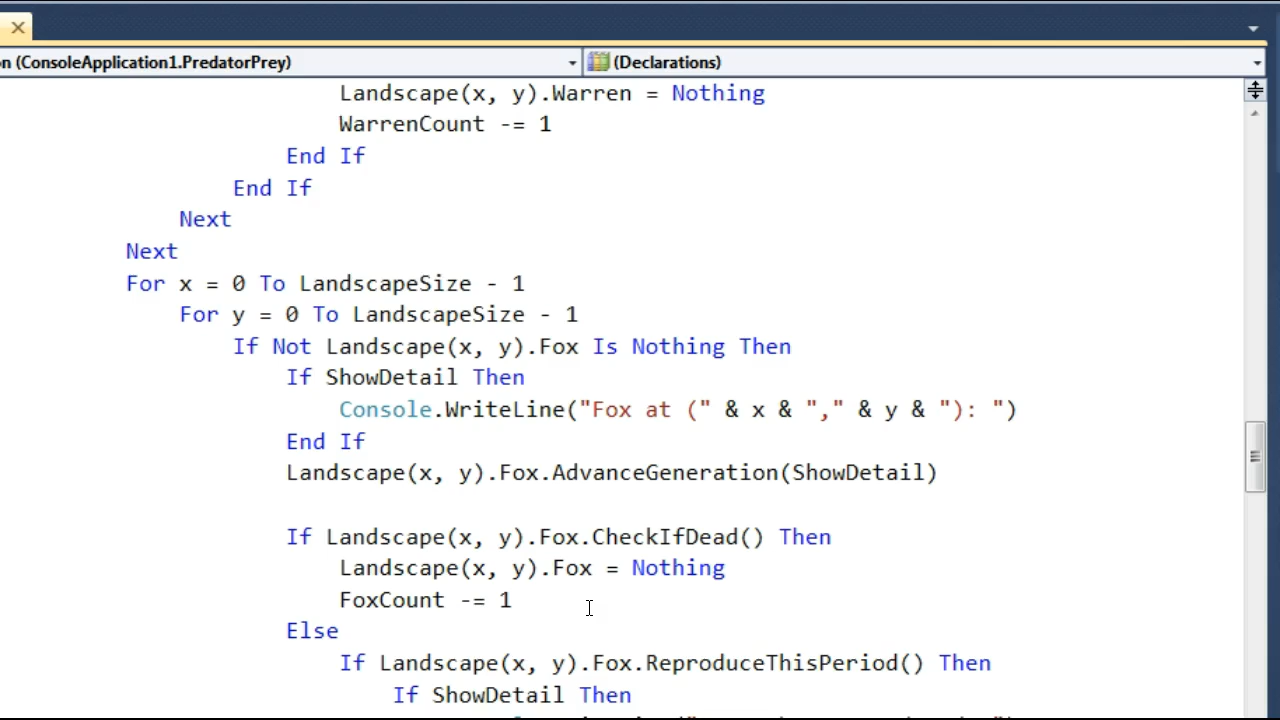 n (ConsoleApplication1.PredatorPrey)
(Declarations)
Landscape(x, y).Warren = Nothing
WarrenCount -= 1
End If
End If
Next
Next
For x = 0 To LandscapeSize - 1
For y = 0 To LandscapeSize - 1
If Not Landscape(x, y).Fox Is Nothing Then
If ShowDetail Then
Console.WriteLine("Fox at (" & x & "," & y & "): ")
End If
Landscape(x, y).Fox.AdvanceGeneration(ShowDetail)
If Landscape(x, y).Fox.CheckIfDead() Then
Landscape(x, y).Fox = Nothing
FoxCount -= 1
Else
If Landscape(x, y).Fox.ReproduceThisPeriod() Then
If ShowDetail Then